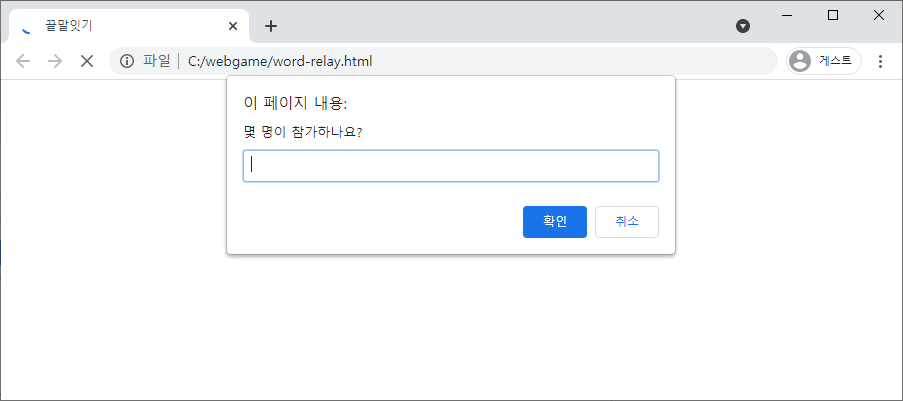 끝말잇기
파일 C:/webgame/word-relay.html
게스트
이 페이지 내용:
몇 명이 참가하나요?
확인 취소